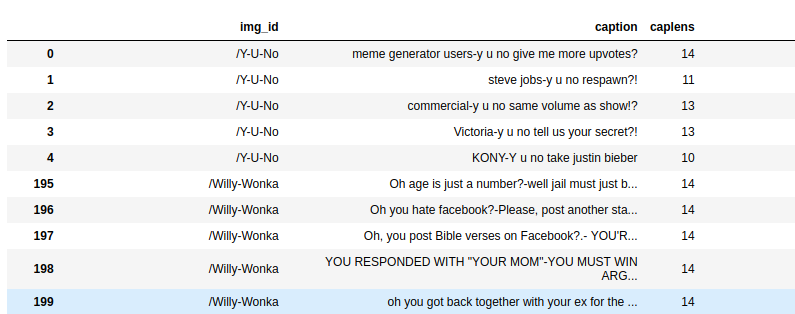 img_id caption caplens
0 /Y-U-No meme generator users-y u no give me more upvotes? 14
1 /Y-U-No steve jobs-y u no respawn?! 11
2 /Y-U-No commercial-y u no same volume as show!? 13
3 /Y-U-No Victoria-y u no tell us your secret?! 13
4 /Y-U-No KONY-Y u no take justin bieber 10
195 /Willy-Wonka Oh age is just a number?-well jail must just b... 14
196 /Willy-Wonka Oh you hate facebook?-Please, post another sta... 14
197 /Willy-Wonka Oh, you post Bible verses on Facebook?.- YOU'R... 14
198 /Willy-Wonka YOU RESPONDED WITH "YOUR MOM"-YOU MUST WIN
ARG... 14
199 /Willy-Wonka oh you got back together with your ex for the ... 14